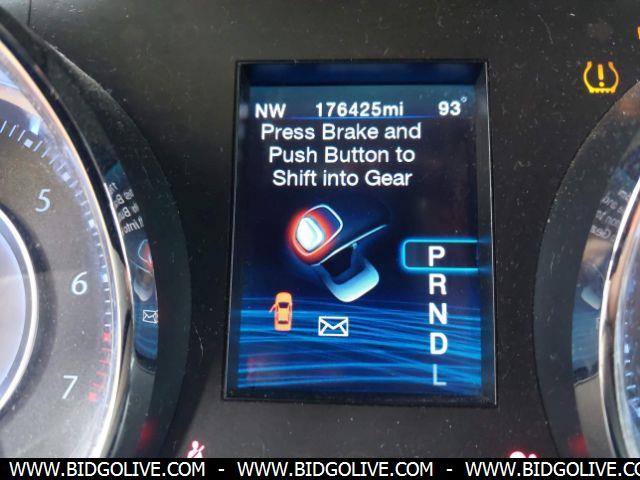 NW 176425mi 93°
Press Brake and
Push Button to
Shift into Gear
P
R
N
D
L
5
6
7
WWW.BIDGOLIVE.COM - WWW.BIDGOLIVE.COM - WWW.BIDGOLIVE.COM